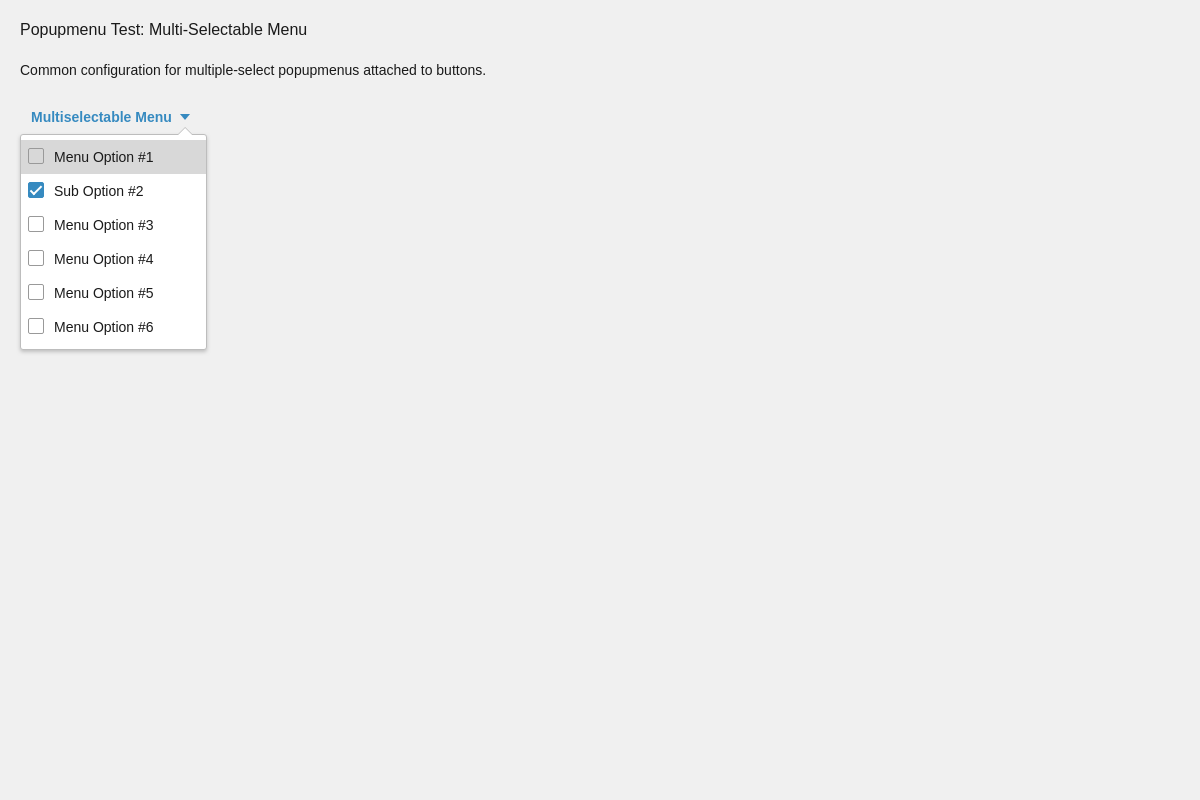 Popupmenu Test: Multi-Selectable Menu
Common configuration for multiple-select popupmenus attached to buttons.
Multiselectable Menu
Menu Option #1
Sub Option #2
Menu Option #3
Menu Option #4
Menu Option #5
Menu Option #6